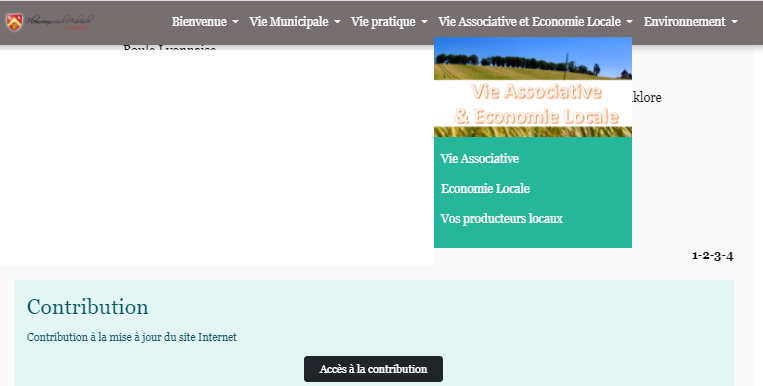 Bienvenue
Vie Municipale
Vie pratique
Vie Associative et Economie Locale
Environnement
Boule Lyonnaise
Vie Associative
& Economie Locale
klore
Vie Associative
Economie Locale
Vos producteurs locaux
1-2-3-4
Contribution
Contribution à la mise à jour du site Internet
Accès à la contribution